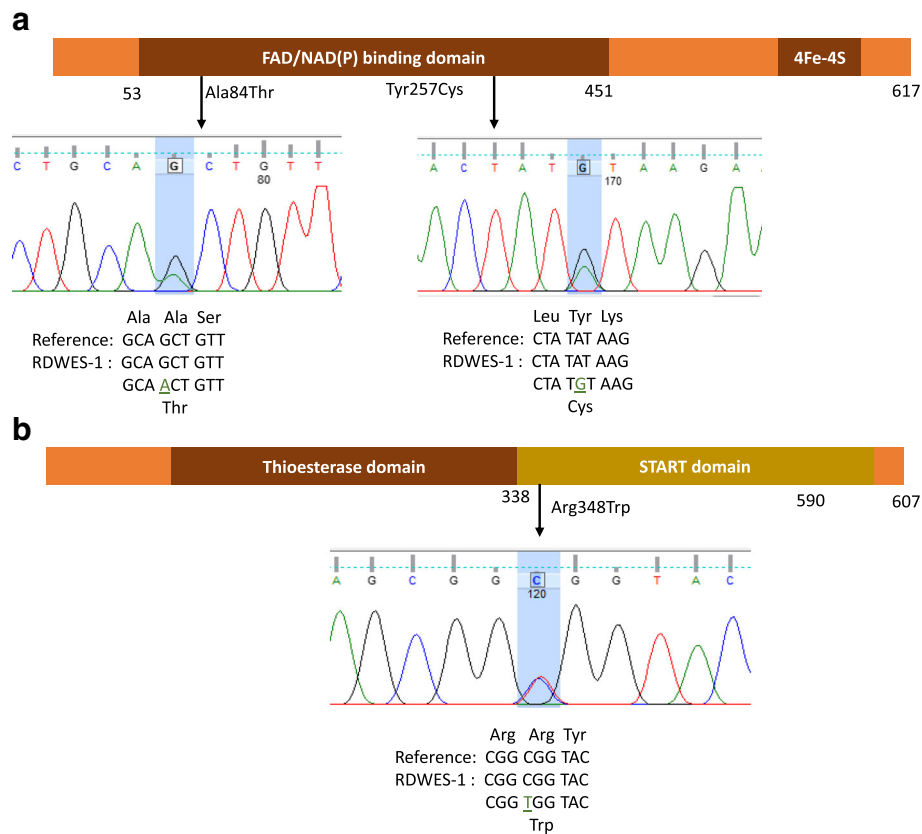 a
FAD/NAD(P) binding domain 4Fe-4S
53 Ala84Thr Tyr257Cys 451 617
C T G C A G C T G T T
80
A C T A T G T A A G A
170
Ala Ala Ser
Reference: GCA GCT GTT
RDWES-1 : GCA GCT GTT
GCA ACT GTT
Thr
Leu Tyr Lys
Reference: CTA TAT AAG
RDWES-1 : CTA TAT AAG
CTA TGT AAG
Cys
b
Thioesterase domain START domain
338 Arg348Trp 590 607
A G C G G C G G T A C
120
Arg Arg Tyr
Reference: CGG CGG TAC
RDWES-1 : CGG CGG TAC
CGG TGG TAC
Trp